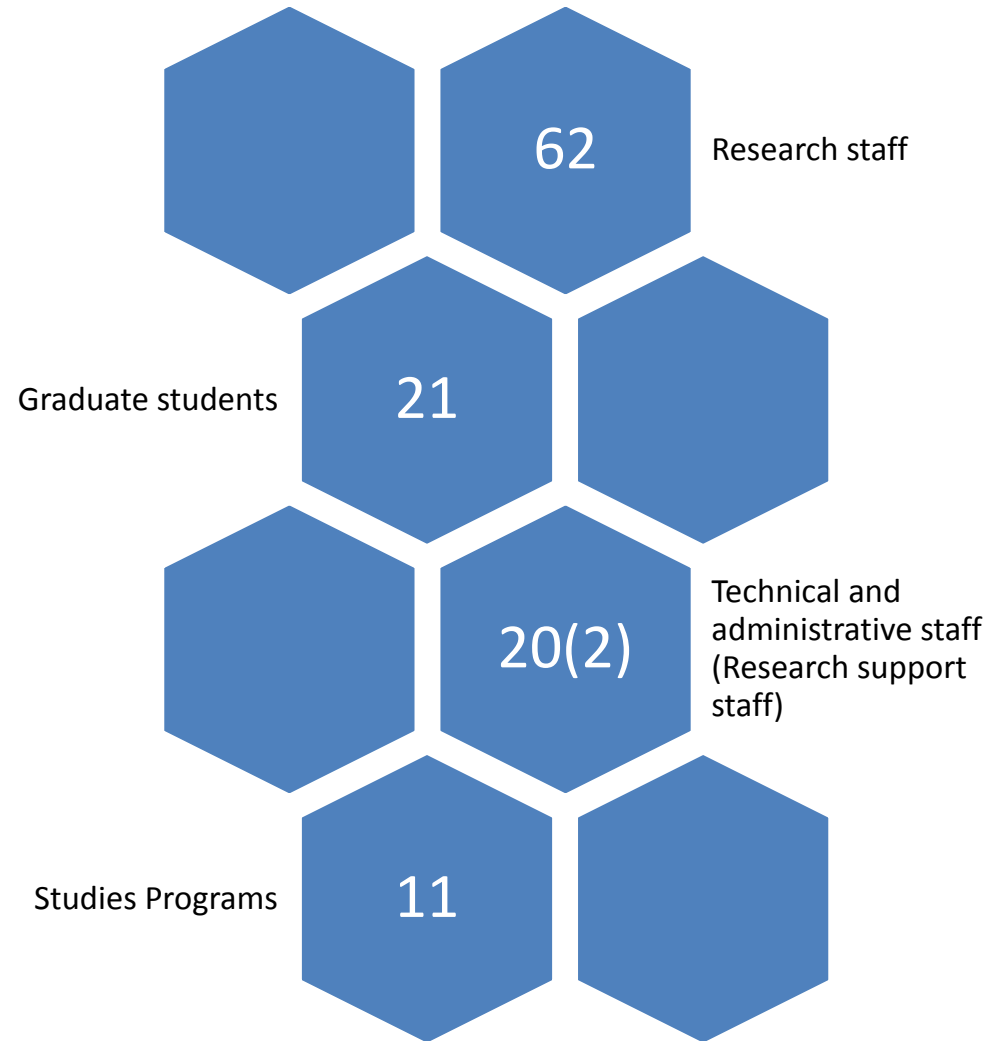 62
Research staff
Graduate students
21
20(2)
Technical and
administrative staff
(Research support
staff)
Studies Programs
11